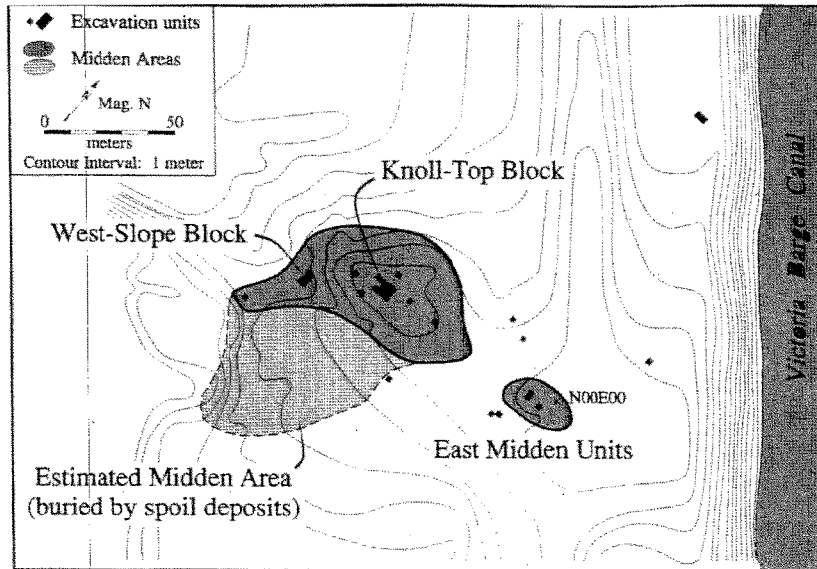 Excavation units
Midden Areas
Mag. N
0 50
meters
Contour Interval: 1 meter
Knoll-Top Block
West-Slope Block
N00E00
East Midden Units
Estimated Midden Area
(buried by spoil deposits)
Victoria Barge Canal